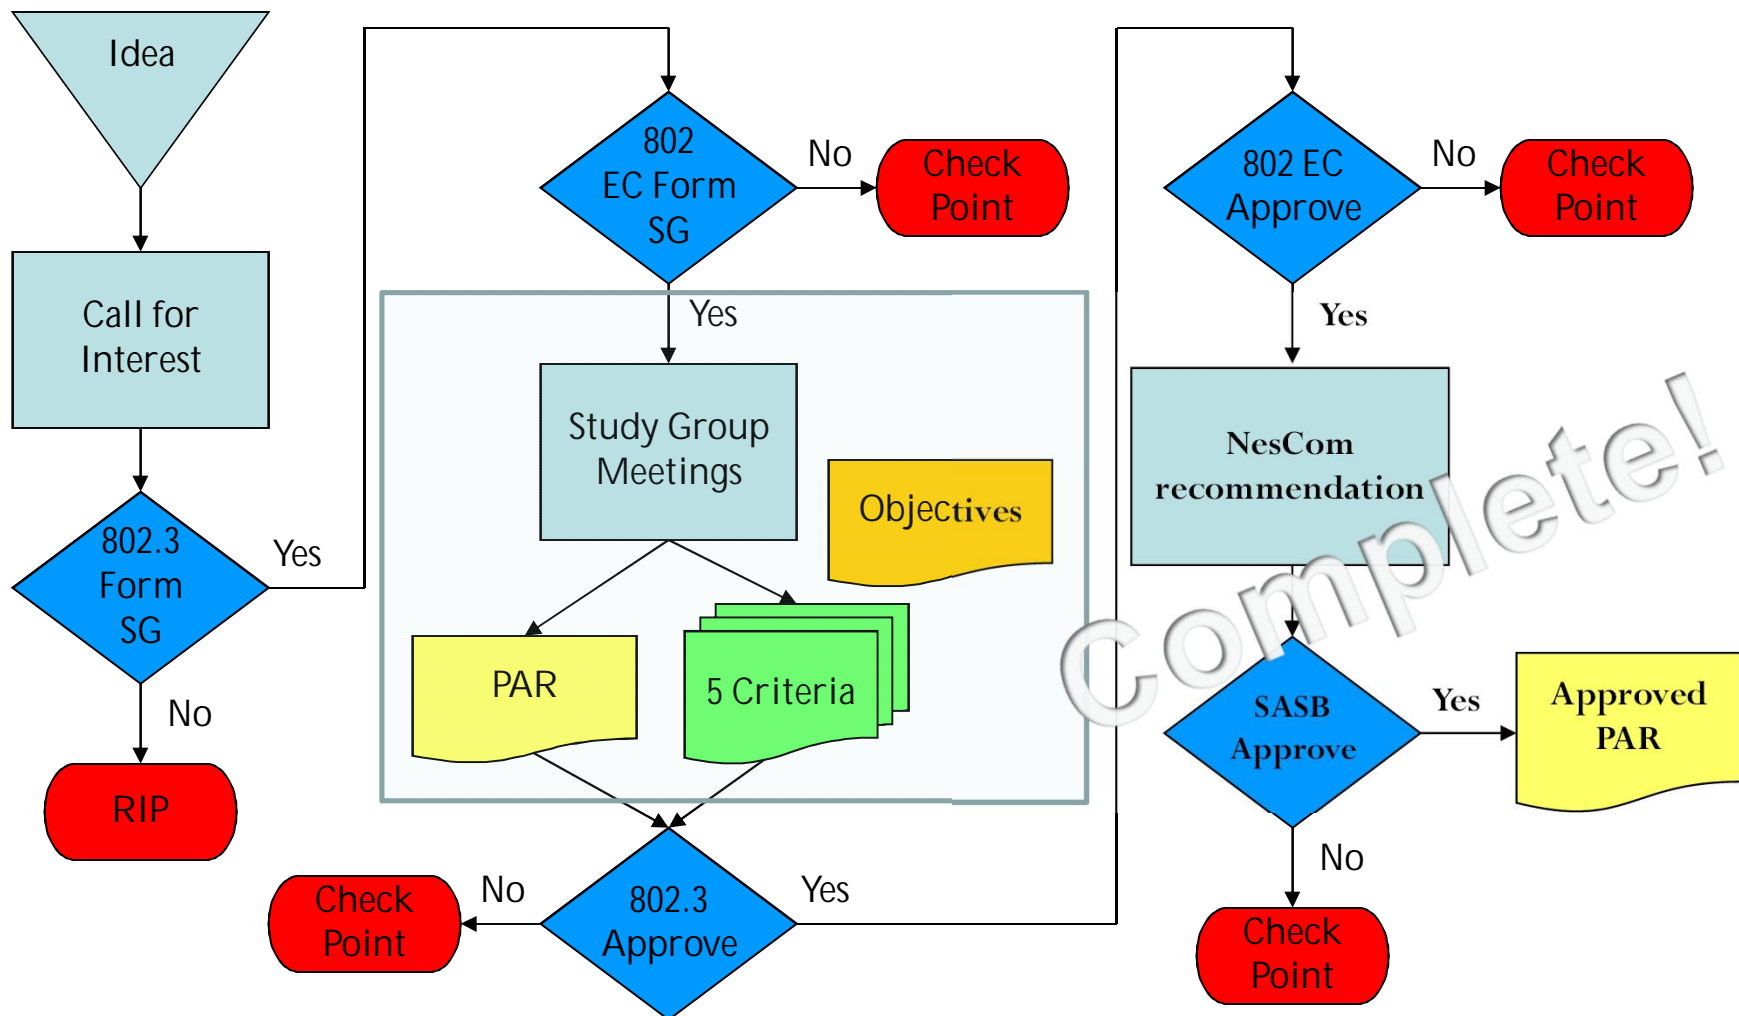 Idea
Call for
Interest
802.3
Form
SG
Yes
No
RIP
802
EC Form
SG
No
Check
Point
Yes
Study Group
Meetings
Objectives
PAR
5 Criteria
802.3
Approve
No
Check
Point
Yes
802 EC
Approve
No
Check
Point
Yes
NesCom
recommendation
Complete!
SASB
Approve
Yes
Approved
PAR
No
Check
Point